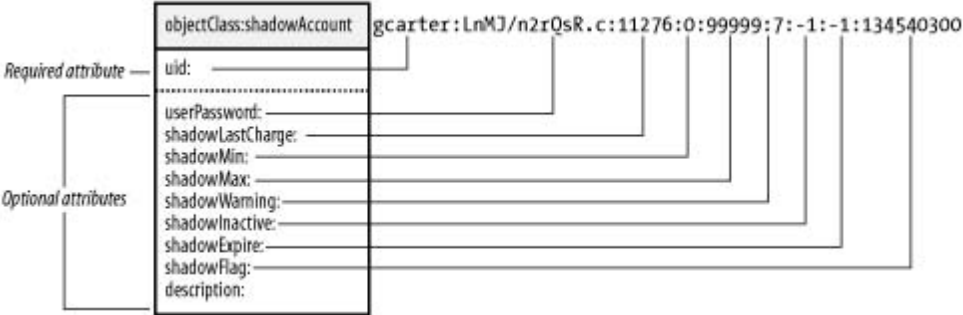 objectClass:shadowAccount gcarter:LnMJ/n2rQsR.c:11276:0:99999:7:-1:-1:134540300
Required attribute
uid:
userPassword:
shadowLastCharge:
shadowMin:
shadowMax:
Optional attributes
shadowWarning:
shadowInactive:
shadowExpire:
shadowFlag:
description: